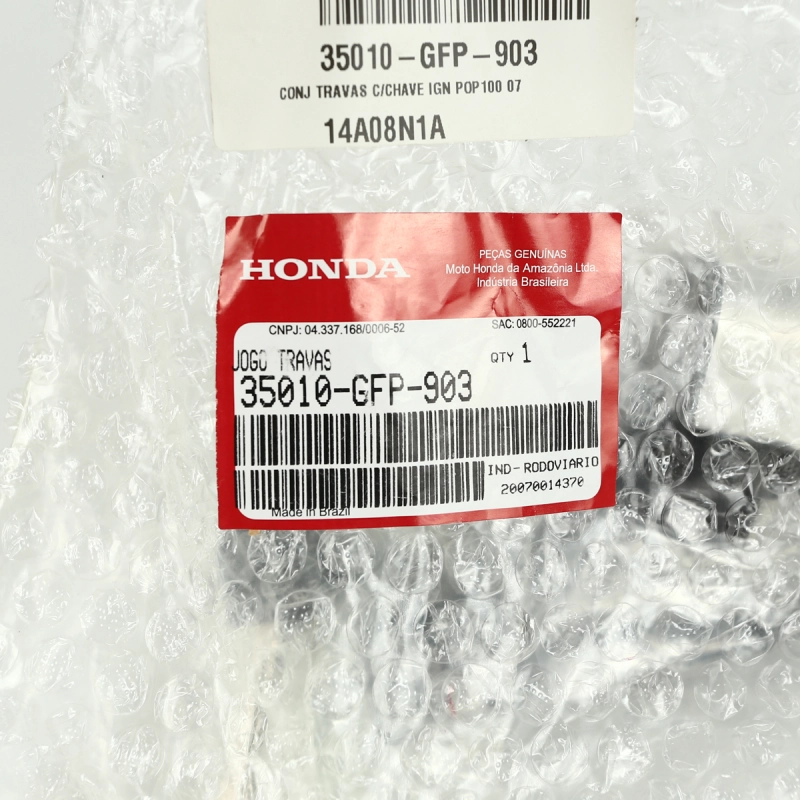 35010-GFP-903
CONJ TRAVAS C/CHAVE IGN POP100 07
14A08N1A
HONDA
PEÇAS GENUÍNAS
Moto Honda da Amazônia Ltda.
Indústria Brasileira
CNPJ: 04.337.168/0006-52
SAC: 0800-552221
JOGO TRAVAS
QTY 1
35010-GFP-903
IND-RODOVIARIO
20070014370
Made in Brazil